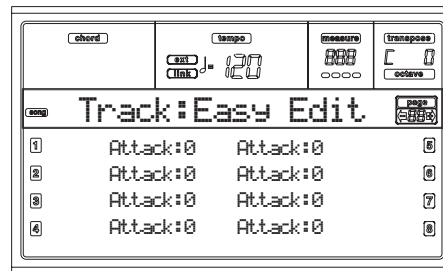 chord tempo measure transpose
ext ♩= 120 888 C 0
link octave
song Track:Easy Edit page
1 Attack:0 Attack:0 5
2 Attack:0 Attack:0 6
3 Attack:0 Attack:0 7
4 Attack:0 Attack:0 8